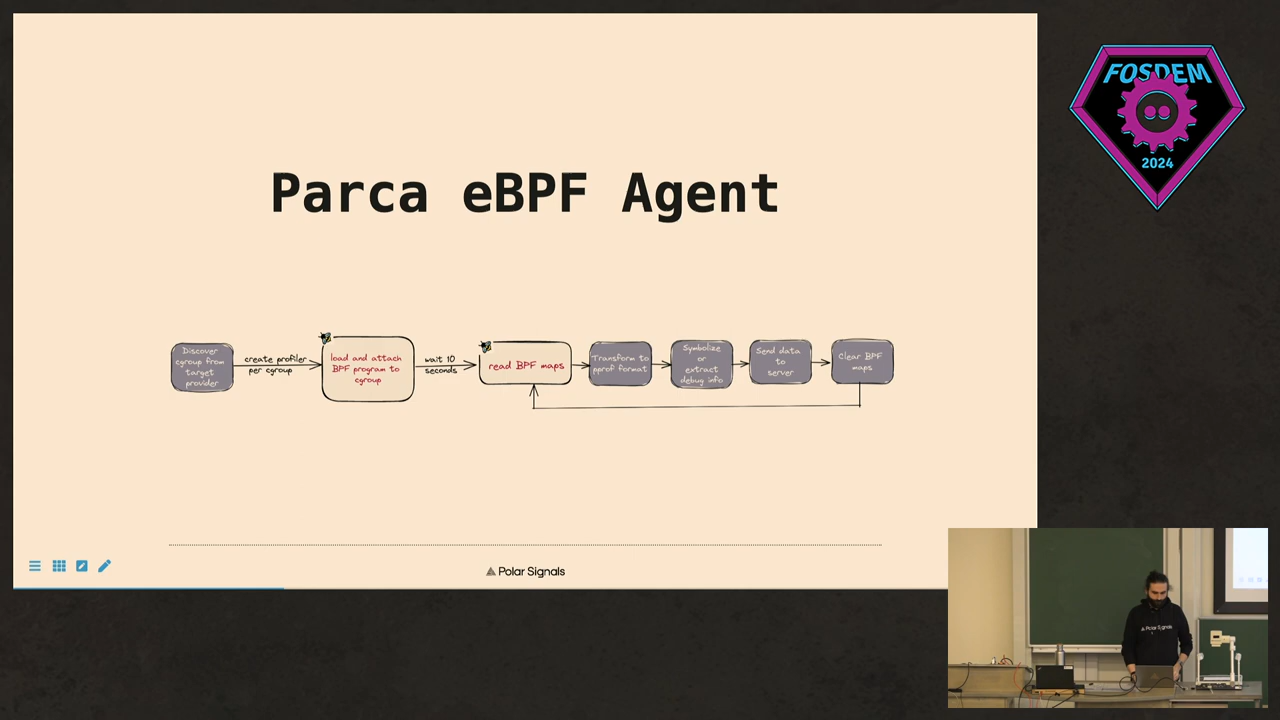 FOSDEM
2024
Parca eBPF Agent
Discover
cgroup from
target
provider
create profiler
per cgroup
load and attach
BPF program to
cgroup
wait 10
seconds
read BPF maps
Transform to
pprof format
Symbolize
or
extract
debug info
Send data
to
server
Clear BPF
maps
Polar Signals
Polar Signals